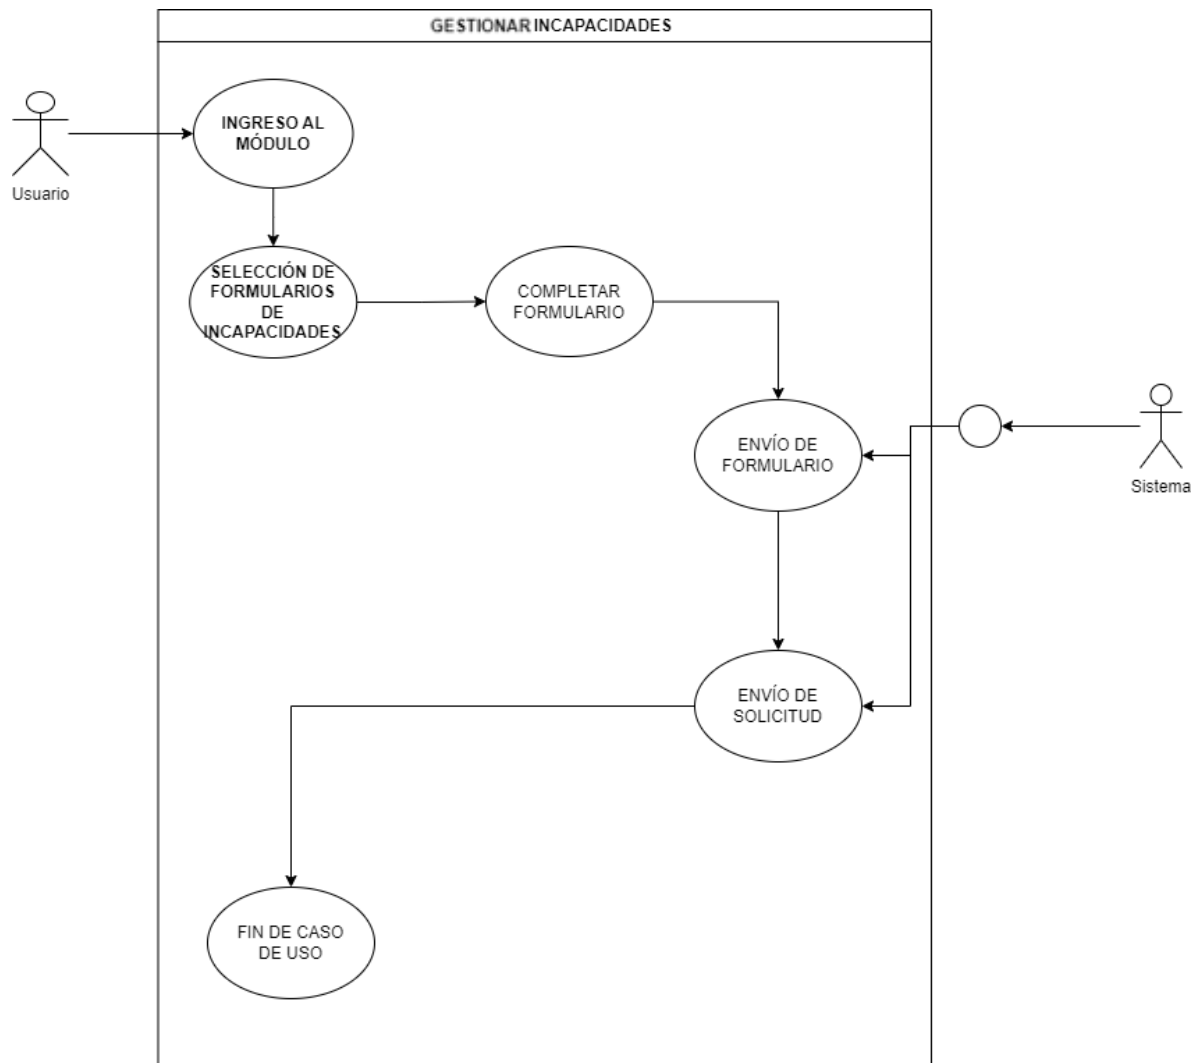 GESTIONAR INCAPACIDADES
INGRESO AL
MÓDULO
Usuario
SELECCIÓN DE
FORMULARIOS
DE
INCAPACIDADES
COMPLETAR
FORMULARIO
ENVÍO DE
FORMULARIO
Sistema
ENVÍO DE
SOLICITUD
FIN DE CASO
DE USO